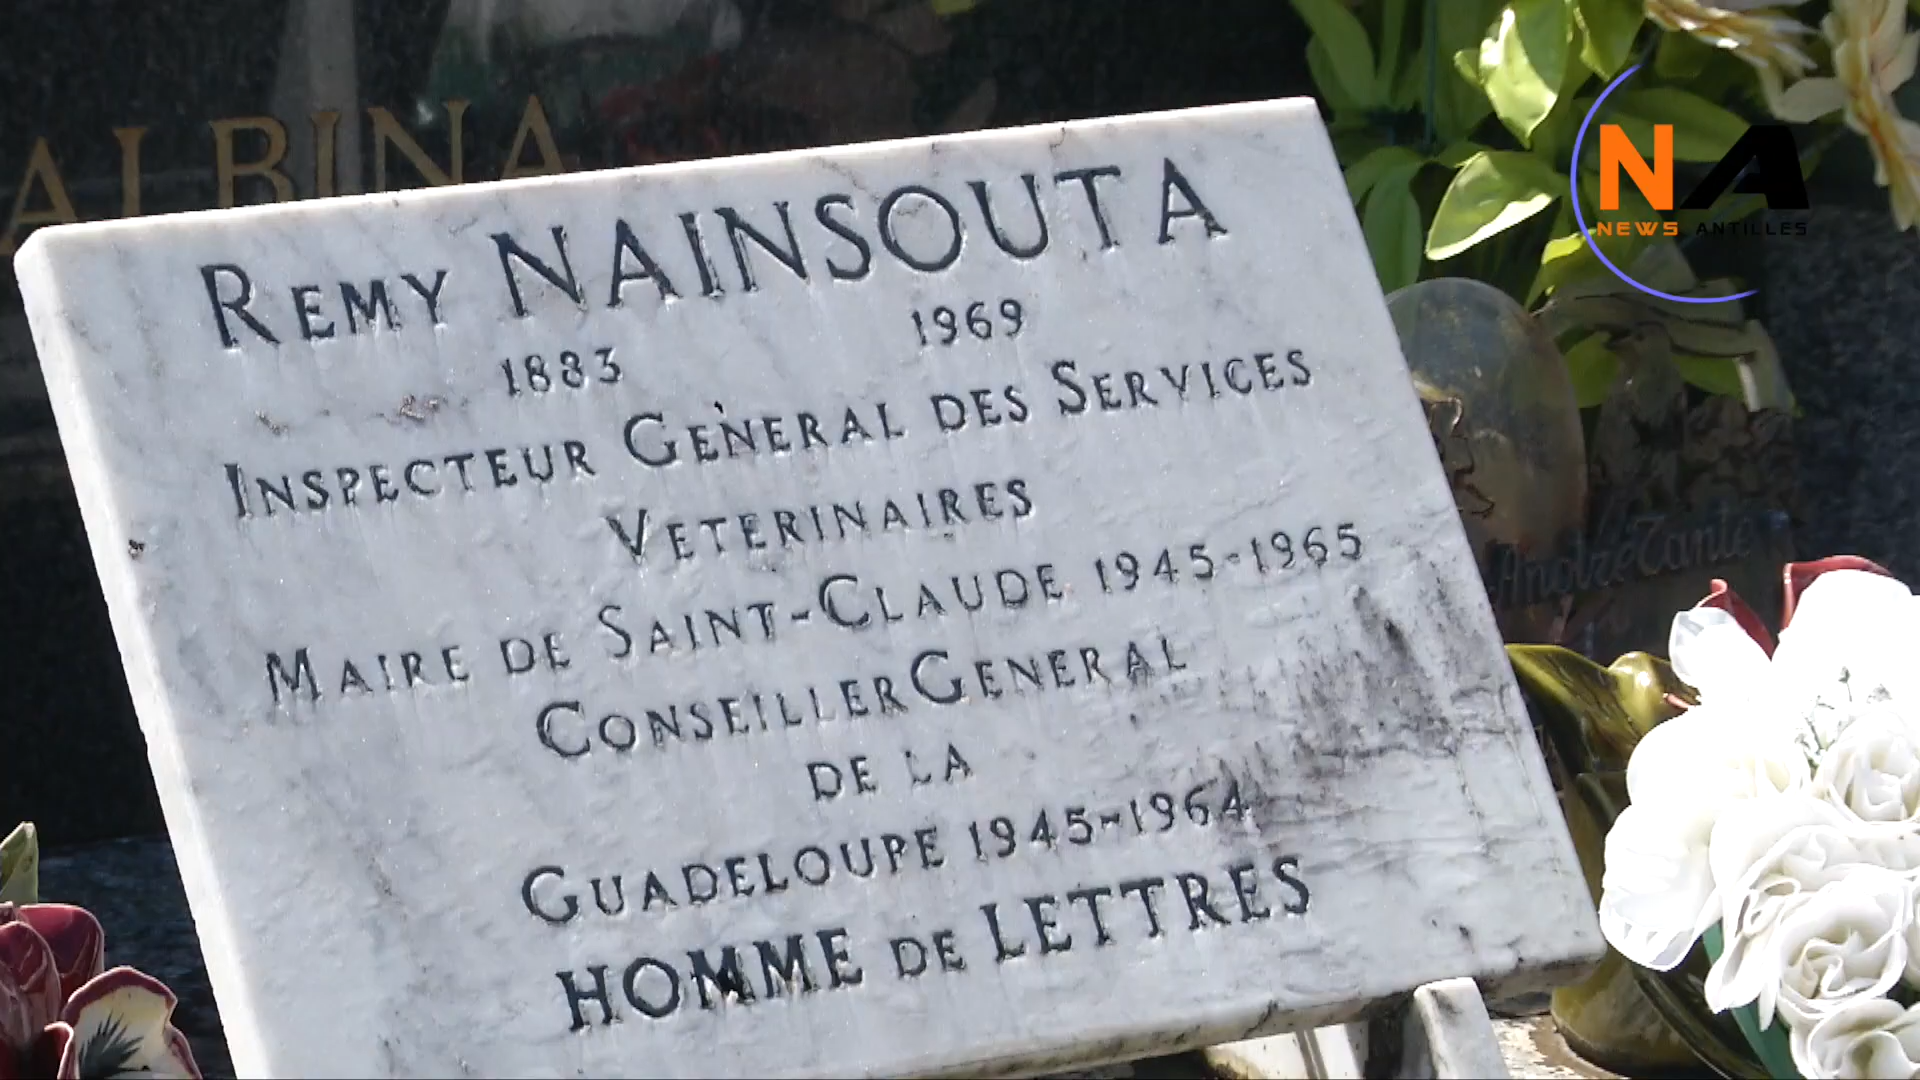 ALBINA
REMY NAINSOUTA
1883 1969
INSPECTEUR GENERAL DES SERVICES
VETERINAIRES
MAIRE DE SAINT-CLAUDE 1945-1965
CONSEILLER GENERAL
DE LA
GUADELOUPE 1945-1964
HOMME DE LETTRES
NA
NEWS ANTILLES